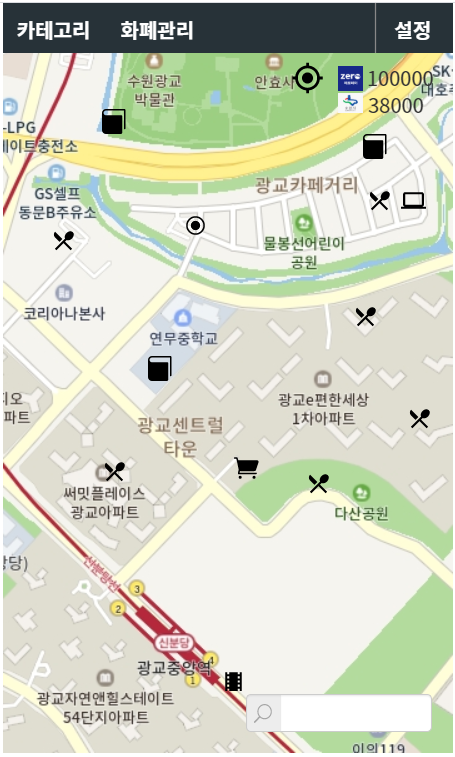 카테고리 화폐관리 설정
수원광교
박물관
안효사
zero 100000
38000
SK-
대호주
-LPG
이트충전소
GS셀프
동문B주유소
광교카페거리
물봉선어린이
공원
코리아나본사
연무중학교
지오
파트
광교e편한세상
1차아파트
광교센트럴
타운
써밋플레이스
광교아파트
다산공원
당)
신분당선
3
2
신분당
4
광교중앙역
1
광교자연앤힐스테이트
54단지아파트
이의119